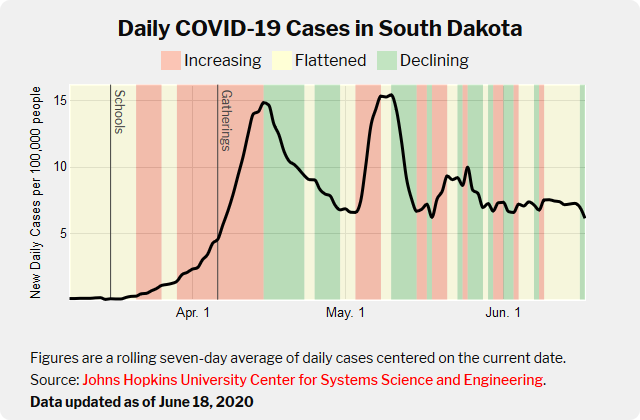 Daily COVID-19 Cases in South Dakota
Increasing Flattened Declining
New Daily Cases per 100,000 people
15
10
5
Schools
Gatherings
Apr. 1
May. 1
Jun. 1
Figures are a rolling seven-day average of daily cases centered on the current date.
Source: Johns Hopkins University Center for Systems Science and Engineering.
Data updated as of June 18, 2020